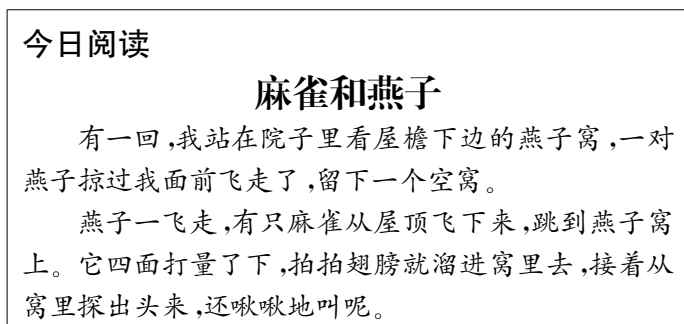 今日阅读
麻雀和燕子
有一回,我站在院子里看屋檐下边的燕子窝,一对
燕子掠过我面前飞走了,留下一个空窝。
燕子一飞走,有只麻雀从屋顶飞下来,跳到燕子窝
上。它四面打量了下,拍拍翅膀就溜进窝里去,接着从
窝里探出头来,还啾啾地叫呢。